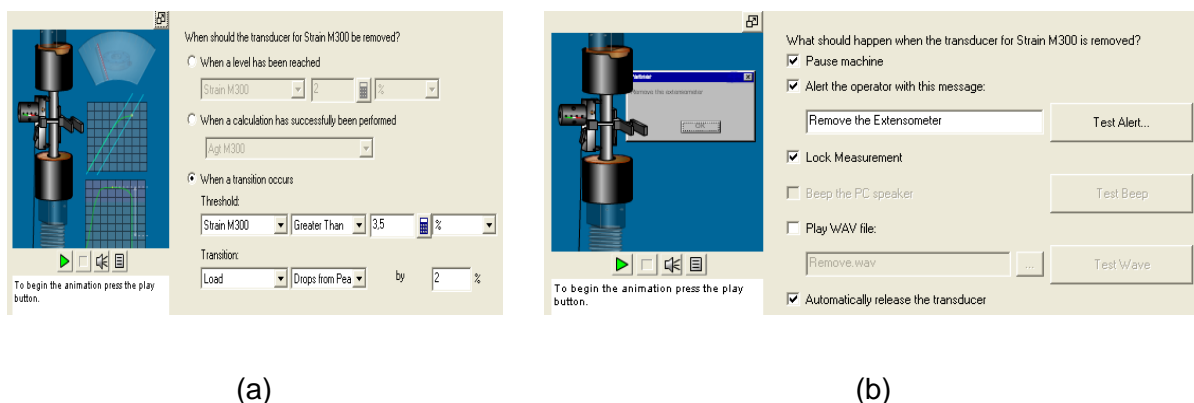 When should the transducer for Strain M300 be removed?
When a level has been reached
Strain M300 2 %
When a calculation has successfully been performed
Agt M300
When a transition occurs
Threshold:
Strain M300 Greater Than 3,5 % 
Transition:
Load Drops from Pea by 2 %
To begin the animation press the play
button.
What should happen when the transducer for Strain M300 is removed?
Pause machine
Alert the operator with this message:
Remove the Extensometer Test Alert...
Lock Measurement
Beep the PC speaker Test Beep
Play WAV file:
Remove.wav ... Test Wave
Automatically release the transducer
Remove the extensometer
OK
To begin the animation press the play
button.
(a) (b)